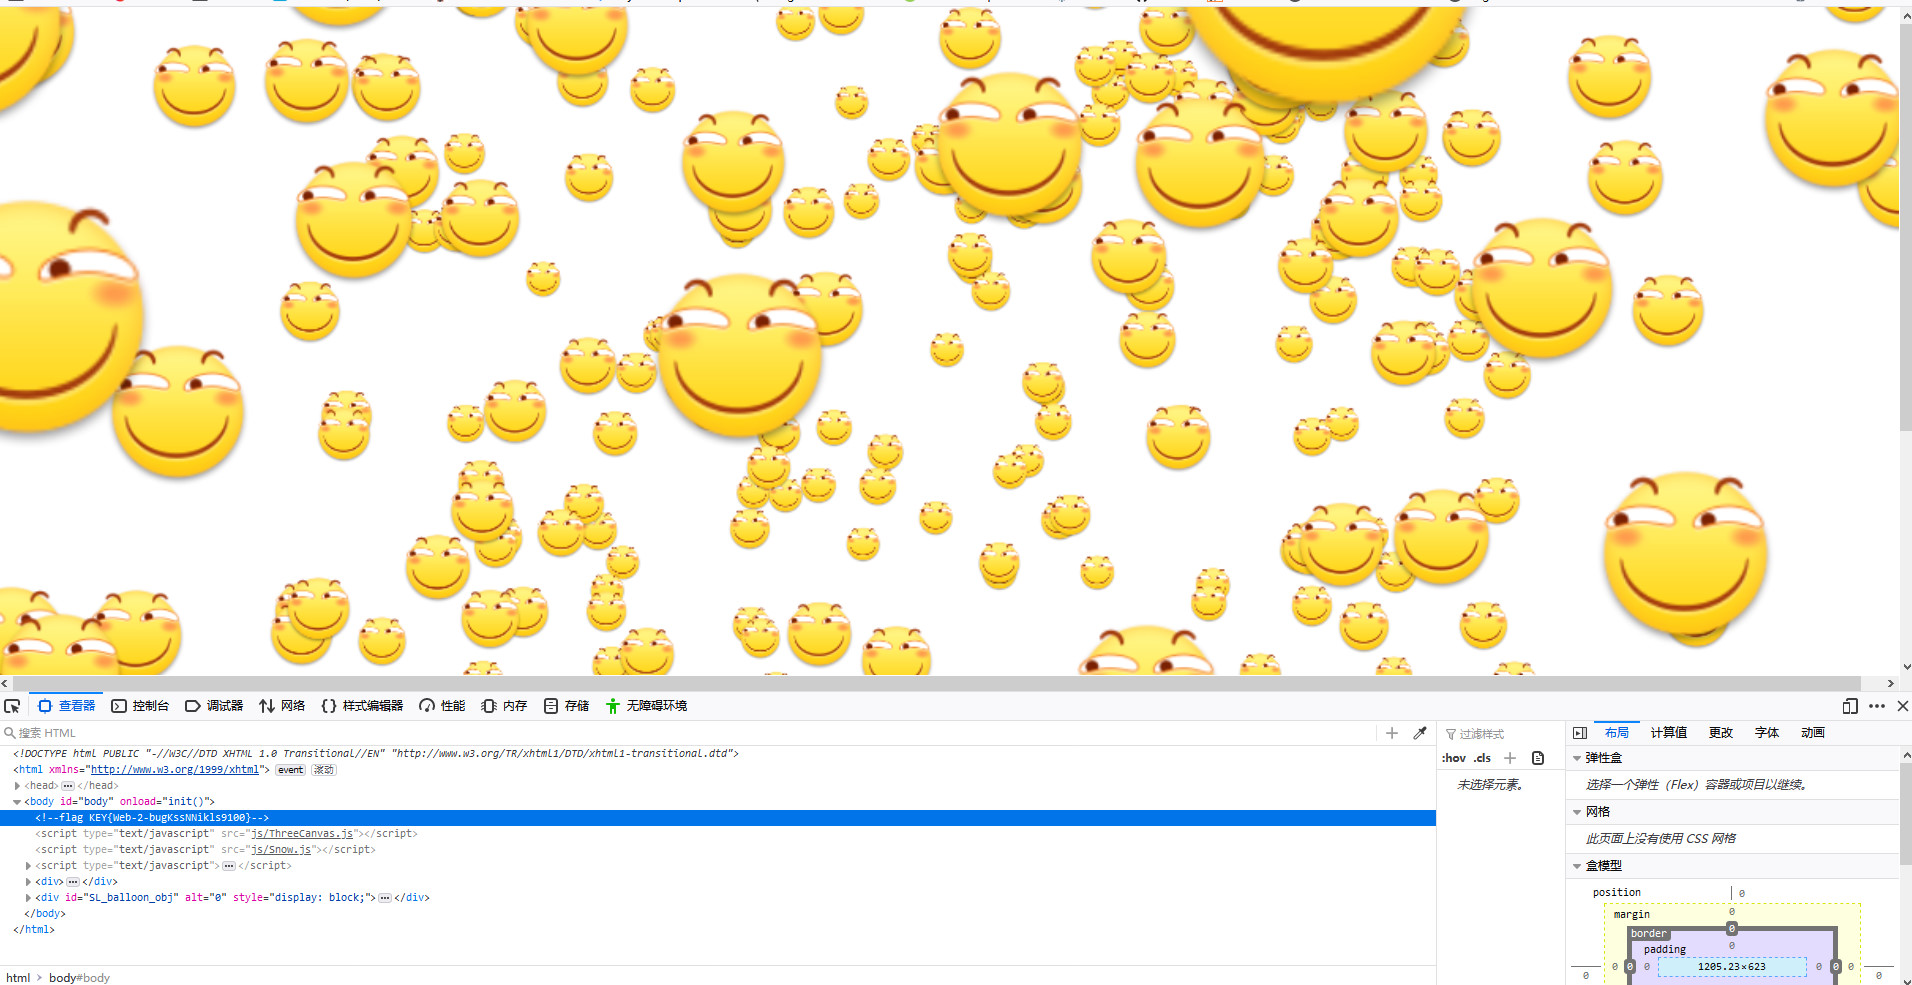 查看器 控制台 调试器 网络 样式编辑器 性能 内存 存储 无障碍环境
搜索 HTML
<!DOCTYPE html PUBLIC "-//W3C//DTD XHTML 1.0 Transitional//EN" "http://www.w3.org/TR/xhtml1/DTD/xhtml1-transitional.dtd">
<html xmlns="http://www.w3.org/1999/xhtml"> event 滚动
<head> ••• </head>
<body id="body" onload="init()">
<!--flag KEY{Web-2-bugKssNNikls9100}-->
<script type="text/javascript" src="js/ThreeCanvas.js"></script>
<script type="text/javascript" src="js/Snow.js"></script>
<script type="text/javascript"> ••• </script>
<div> ••• </div>
<div id="SL_balloon_obj" alt="0" style="display: block;"> ••• </div>
</body>
</html>
html > body#body
过滤样式
:hov .cls +
未选择元素。
布局 计算值 更改 字体 动画
弹性盒
选择一个弹性（Flex）容器或项目以继续。
网格
此页面上没有使用 CSS 网格
盒模型
position 0
margin 0
border 0
padding 0
0 0 0 0 1205.23×623 0 0 0 0